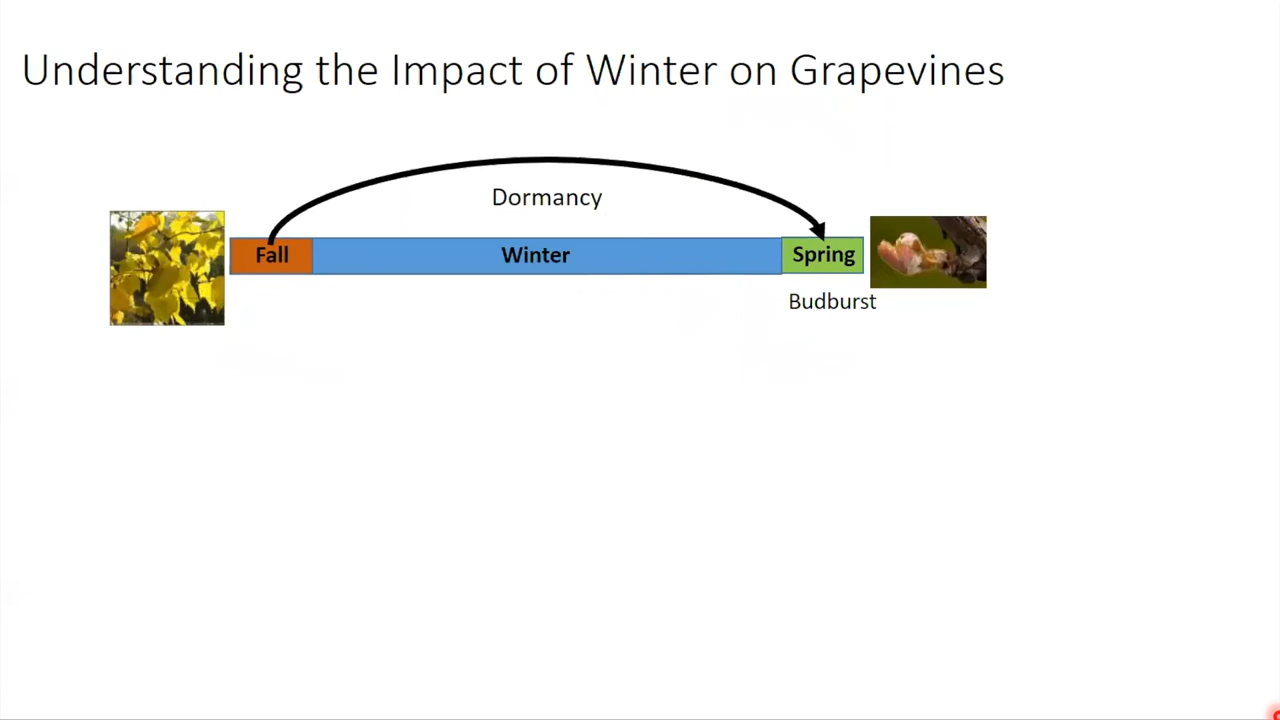 Understanding the Impact of Winter on Grapevines
Dormancy
Fall
Winter
Spring
Budburst